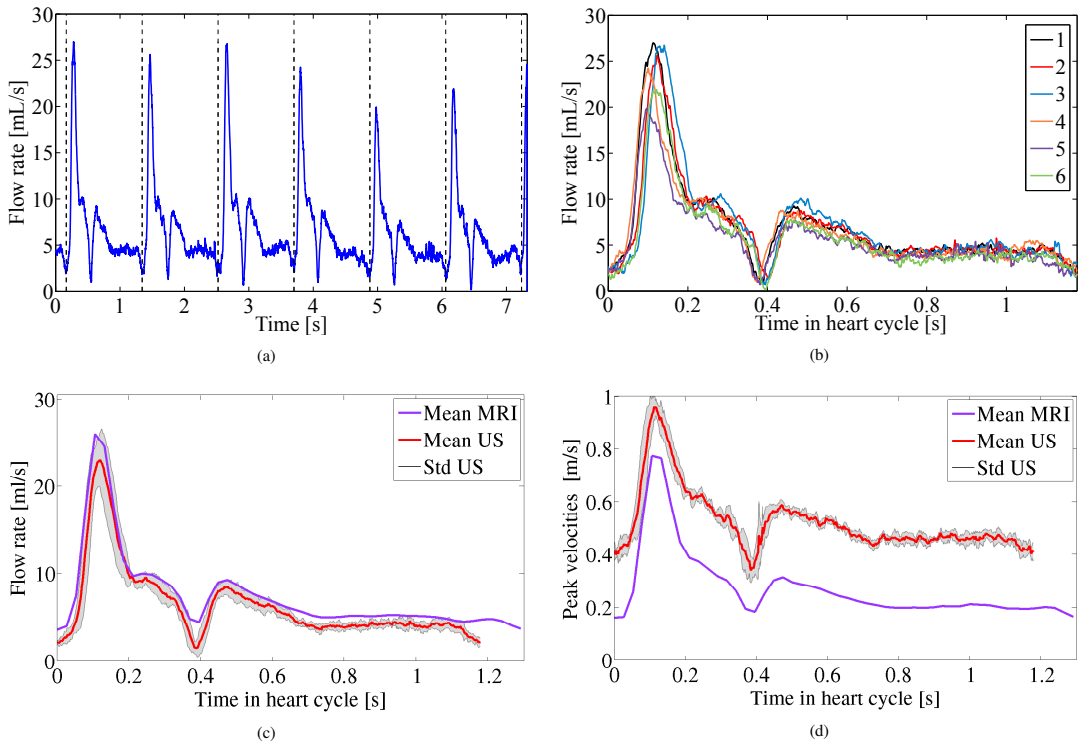 Flow rate [mL/s]
30
25
20
15
10
5
0
0 1 2 3 4 5 6 7
Time [s]
(a)
Flow rate [mL/s]
30
25
20
15
10
5
0
0 0.2 0.4 0.6 0.8 1
Time in heart cycle [s]
1
2
3
4
5
6
(b)
Flow rate [ml/s]
30
20
10
0
0 0.2 0.4 0.6 0.8 1 1.2
Time in heart cycle [s]
Mean MRI
Mean US
Std US
(c)
Peak velocities [m/s]
1
0.8
0.6
0.4
0.2
0
0 0.2 0.4 0.6 0.8 1 1.2
Time in heart cycle [s]
Mean MRI
Mean US
Std US
(d)